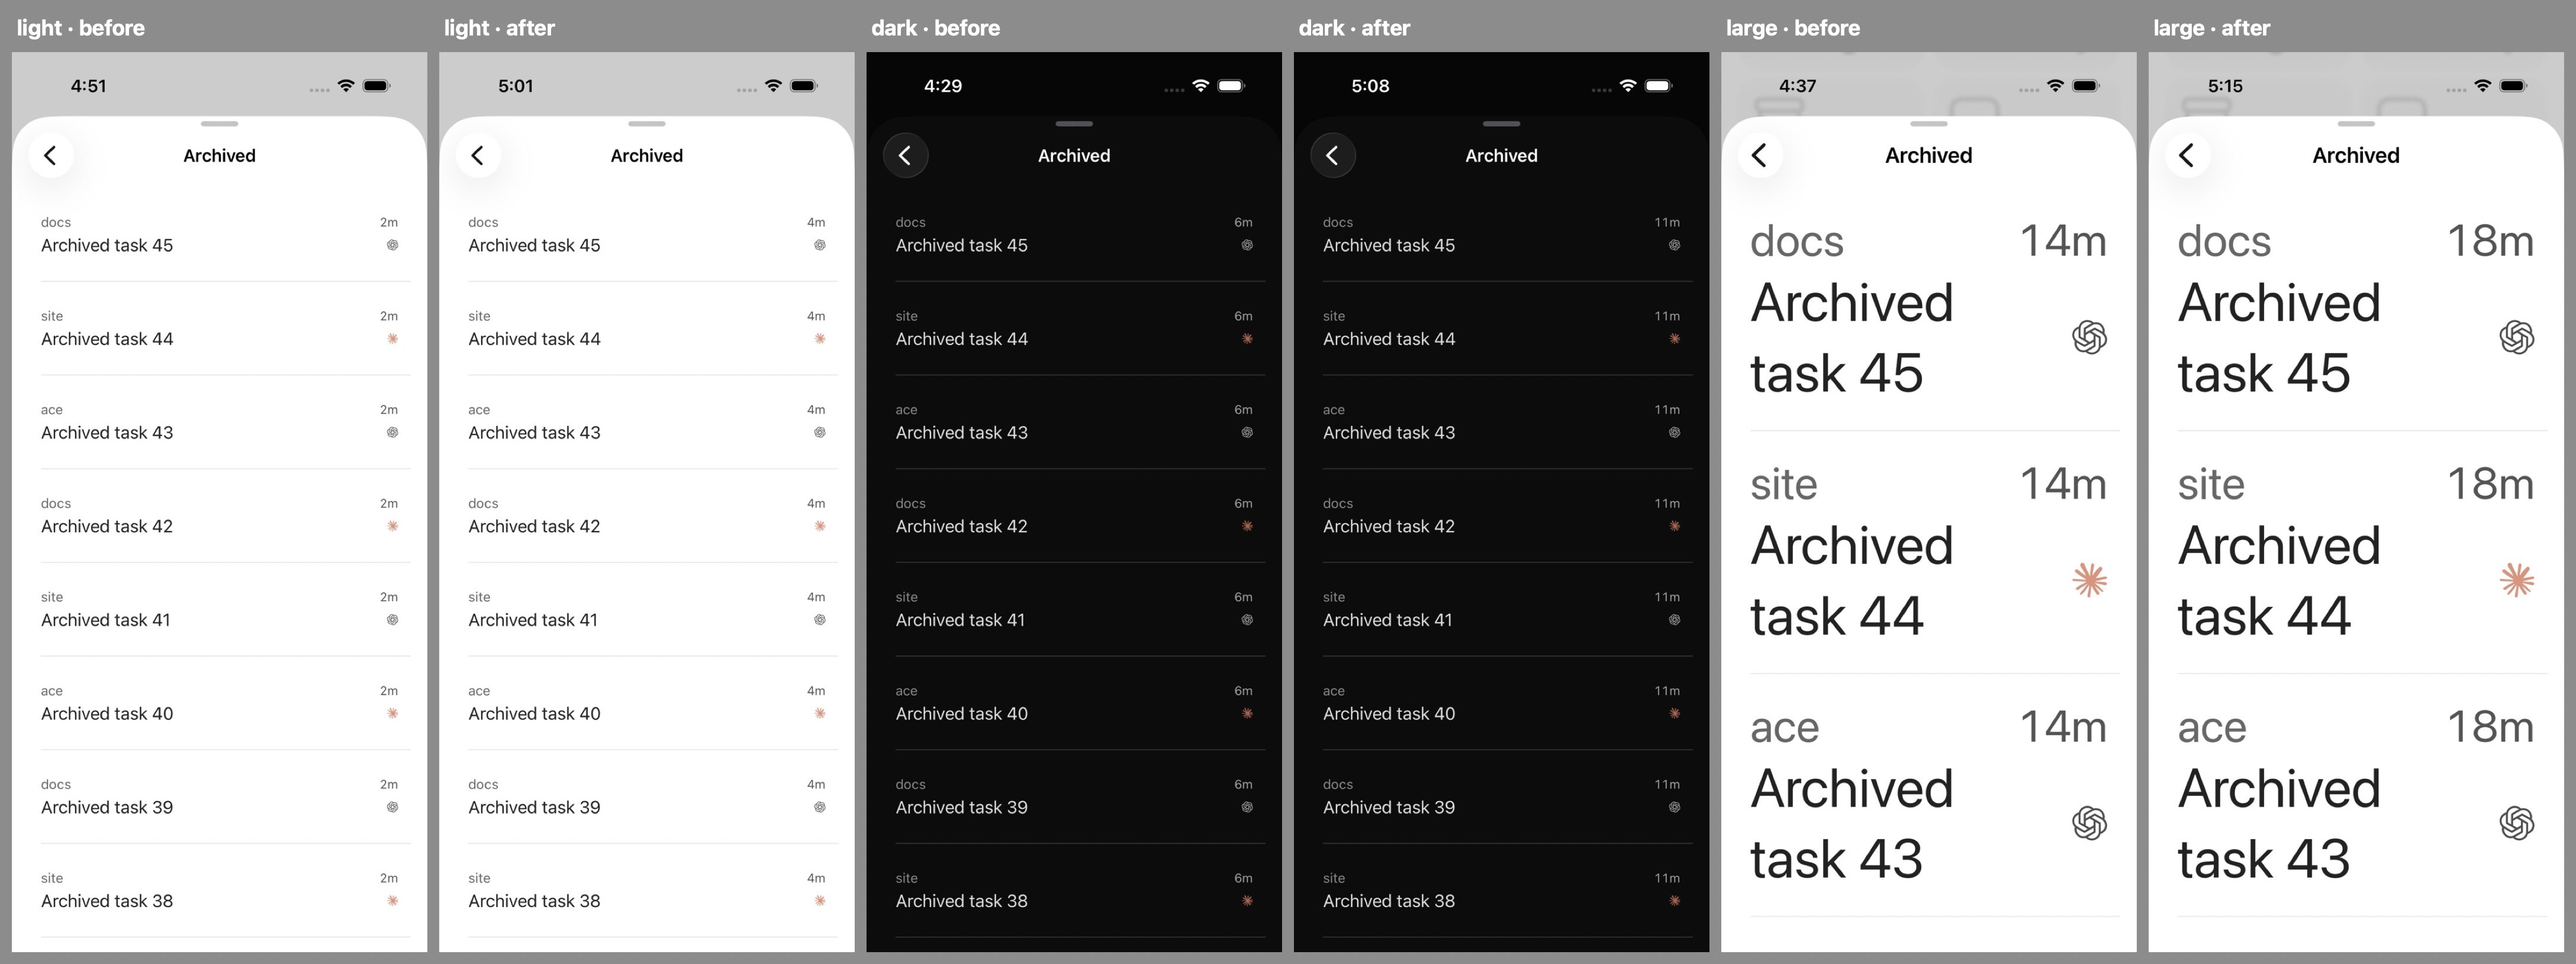 light · before
4:51
Archived
docs 2m
Archived task 45
site 2m
Archived task 44
ace 2m
Archived task 43
docs 2m
Archived task 42
site 2m
Archived task 41
ace 2m
Archived task 40
docs 2m
Archived task 39
site 2m
Archived task 38
light · after
5:01
Archived
docs 4m
Archived task 45
site 4m
Archived task 44
ace 4m
Archived task 43
docs 4m
Archived task 42
site 4m
Archived task 41
ace 4m
Archived task 40
docs 4m
Archived task 39
site 4m
Archived task 38
dark · before
4:29
Archived
docs 6m
Archived task 45
site 6m
Archived task 44
ace 6m
Archived task 43
docs 6m
Archived task 42
site 6m
Archived task 41
ace 6m
Archived task 40
docs 6m
Archived task 39
site 6m
Archived task 38
dark · after
5:08
Archived
docs 11m
Archived task 45
site 11m
Archived task 44
ace 11m
Archived task 43
docs 11m
Archived task 42
site 11m
Archived task 41
ace 11m
Archived task 40
docs 11m
Archived task 39
site 11m
Archived task 38
large · before
4:37
Archived
docs 14m
Archived
task 45
site 14m
Archived
task 44
ace 14m
Archived
task 43
large · after
5:15
Archived
docs 18m
Archived
task 45
site 18m
Archived
task 44
ace 18m
Archived
task 43